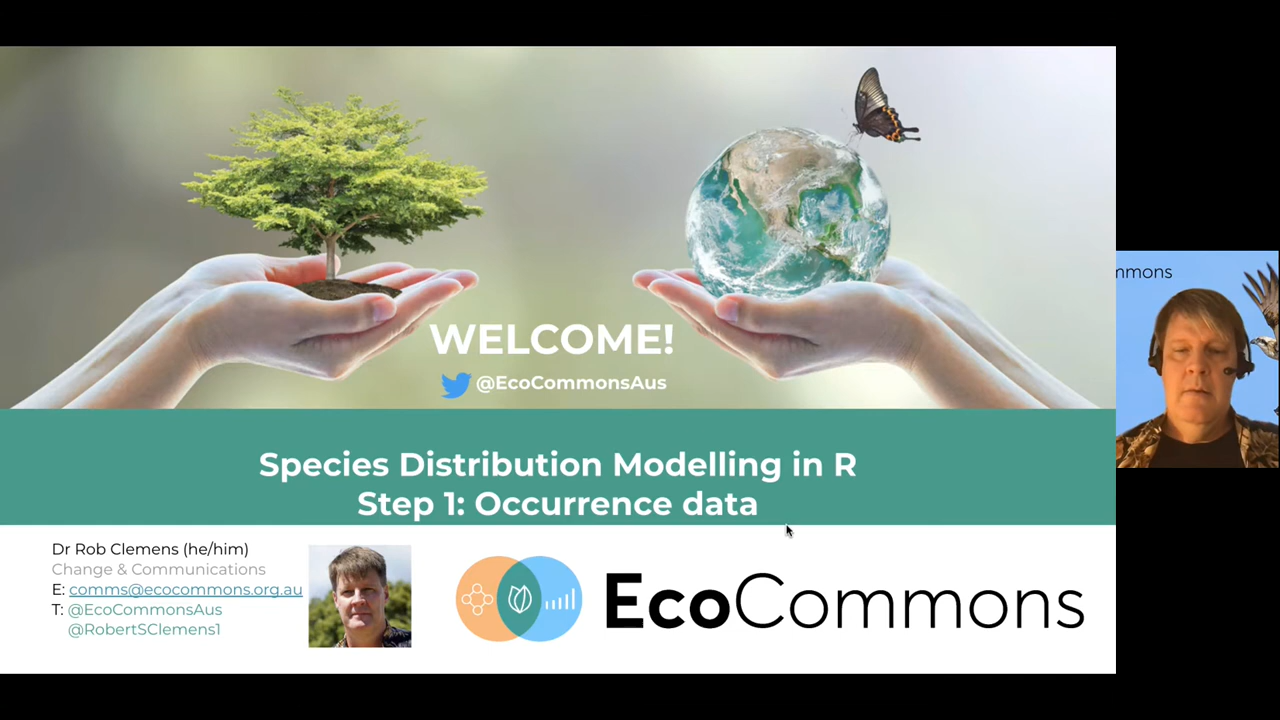 WELCOME!
@EcoCommonsAus
Species Distribution Modelling in R
Step 1: Occurrence data
Dr Rob Clemens (he/him)
Change & Communications
E: comms@ecocommons.org.au
T: @EcoCommonsAus
@RobertSClemens1
EcoCommons
mmons